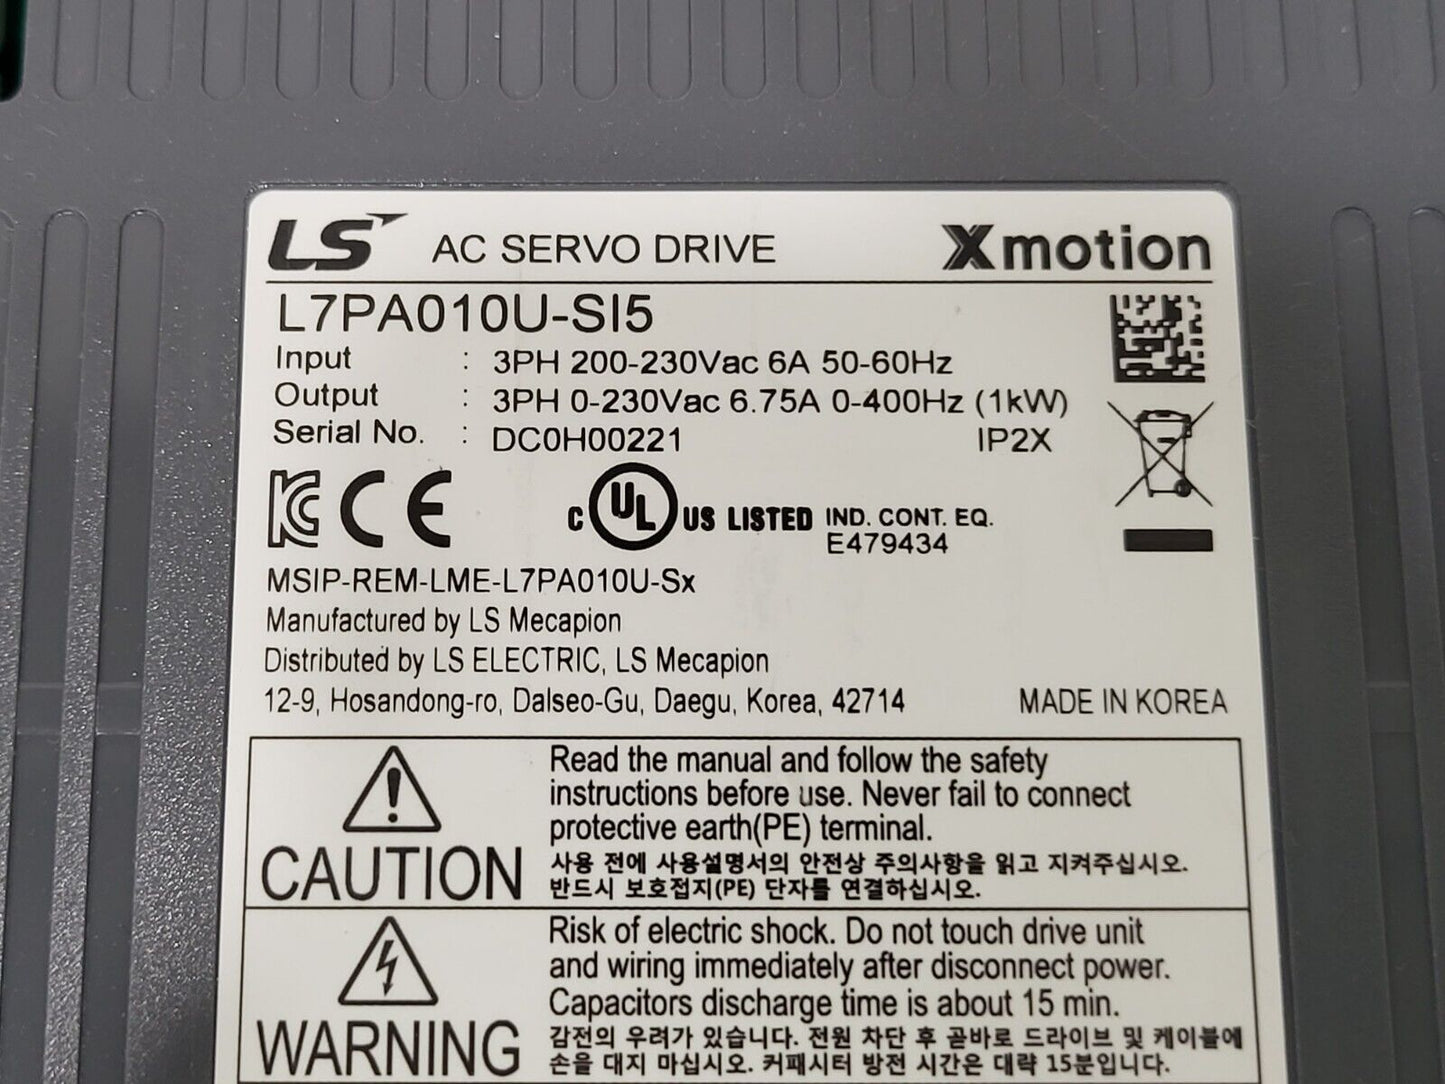 LS AC SERVO DRIVE Xmotion
L7PA010U-SI5
Input : 3PH 200-230Vac 6A 50-60Hz
Output : 3PH 0-230Vac 6.75A 0-400Hz (1kW)
Serial No. : DC0H00221 IP2X
KC CE c UL US LISTED IND. CONT. EQ.
E479434
MSIP-REM-LME-L7PA010U-Sx
Manufactured by LS Mecapion
Distributed by LS ELECTRIC, LS Mecapion
12-9, Hosandong-ro, Dalseo-Gu, Daegu, Korea, 42714 MADE IN KOREA
CAUTION
Read the manual and follow the safety
instructions before use. Never fail to connect
protective earth(PE) terminal.
사용 전에 사용설명서의 안전상 주의사항을 읽고 지켜주십시오.
반드시 보호접지(PE) 단자를 연결하십시오.
WARNING
Risk of electric shock. Do not touch drive unit
and wiring immediately after disconnect power.
Capacitors discharge time is about 15 min.
감전의 우려가 있습니다. 전원 차단 후 곧바로 드라이브 및 케이블에
손을 대지 마십시오. 커패시터 방전 시간은 대략 15분입니다.